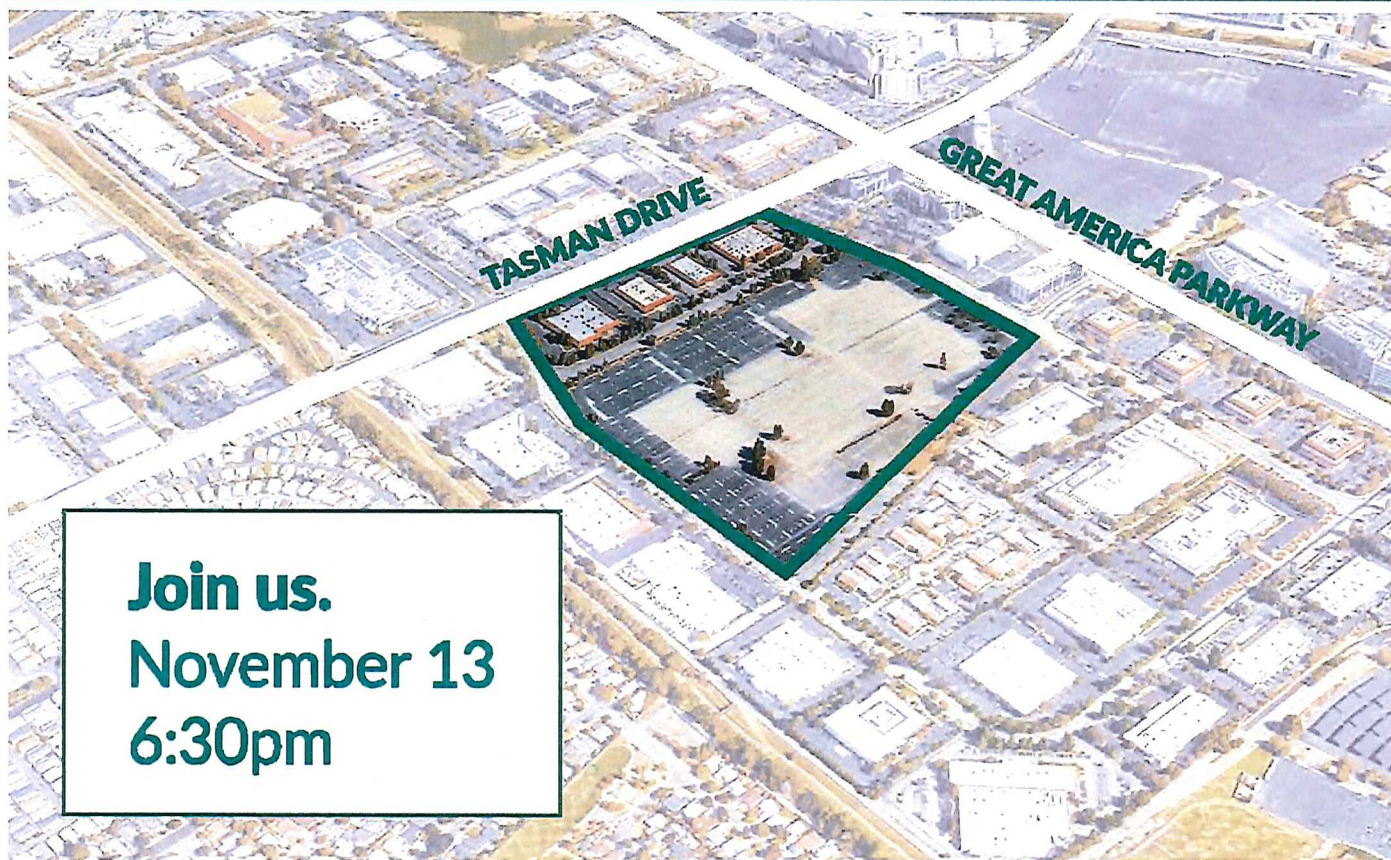 TASMAN DRIVE
GREAT AMERICA PARKWAY
Join us.
November 13
6:30pm